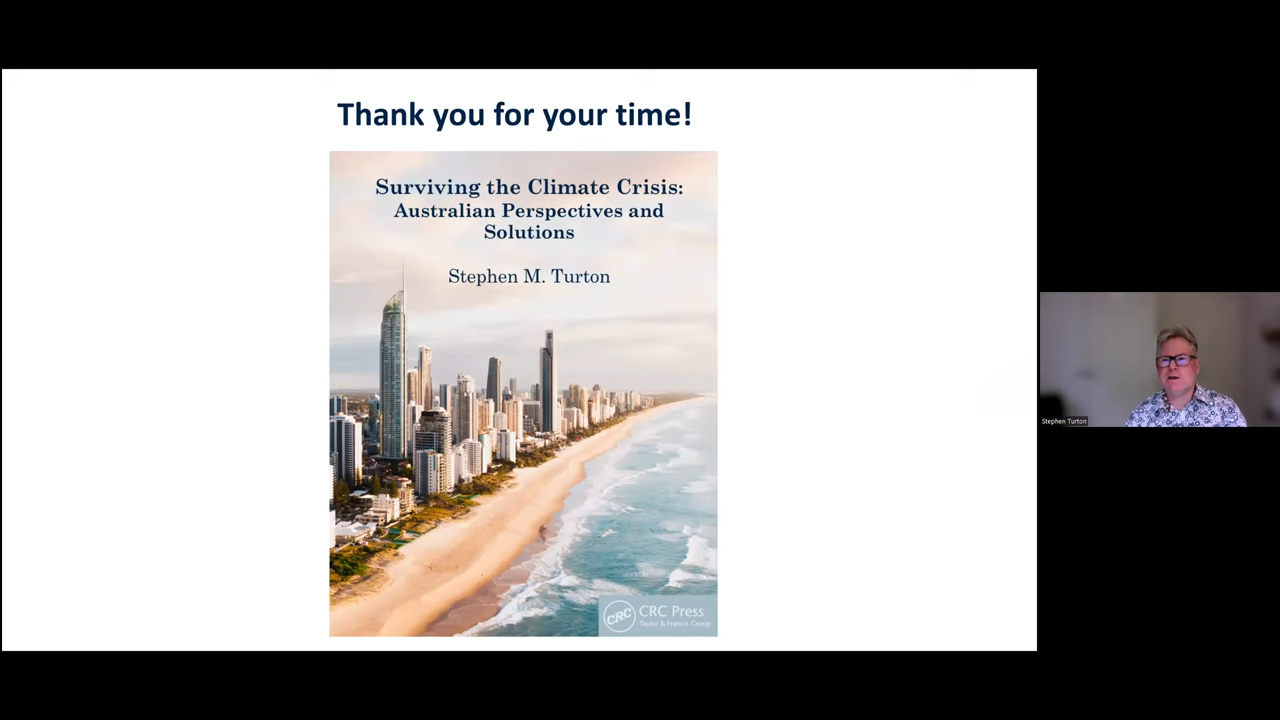 Thank you for your time!
Surviving the Climate Crisis:
Australian Perspectives and
Solutions
Stephen M. Turton
CRC
CRC Press
Taylor & Francis Group
Stephen Turton